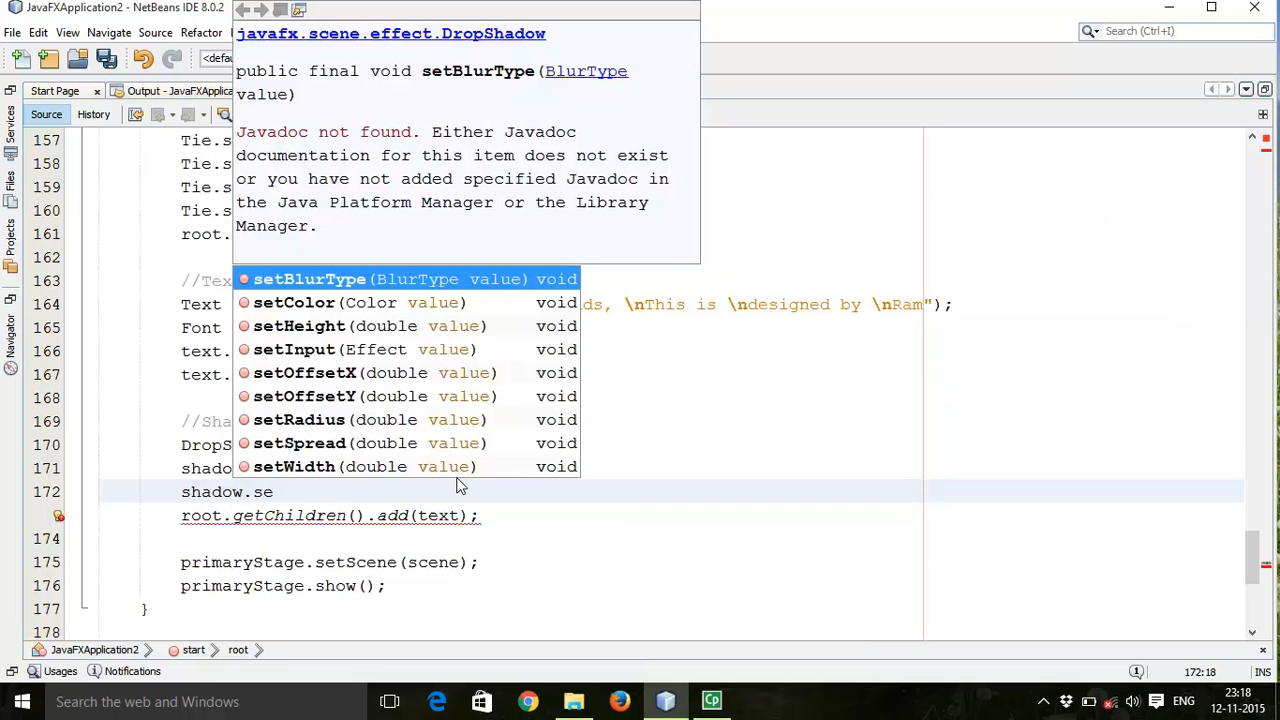 JavaFXApplication2 - NetBeans IDE 8.0.2
File Edit View Navigate Source Refactor
Search (Ctrl+I)
<defau
Start Page
Output - JavaFXApplica
Source History
Services
Files
Projects
Navigator
javafx.scene.effect.DropShadow
public final void setBlurType(BlurType
value)
Javadoc not found. Either Javadoc
documentation for this item does not exist
or you have not added specified Javadoc in
the Java Platform Manager or the Library
Manager.
157 Tie.s
158 Tie.s
159 Tie.s
160 Tie.s
161 root.
162
163 //Tex
164 Text ds, \nThis is \ndesigned by \nRam");
165 Font
166 text.
167 text.
168
169 //Sha
170 DropS
171 shado
172 shadow.se
root.getChildren().add(text);
174
175 primaryStage.setScene(scene);
176 primaryStage.show();
177 }
178
setBlurType(BlurType value) void
setColor(Color value) void
setHeight(double value) void
setInput(Effect value) void
setOffsetX(double value) void
setOffsetY(double value) void
setRadius(double value) void
setSpread(double value) void
setWidth(double value) void
JavaFXApplication2 start root
Usages Notifications
172:18 INS
Search the web and Windows
Cp
ENG
23:18
12-11-2015